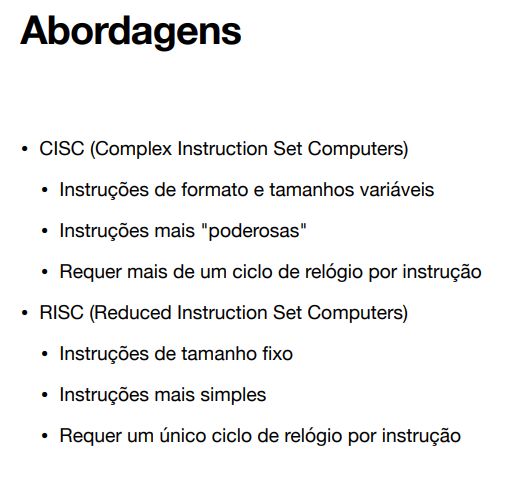 Abordagens
• CISC (Complex Instruction Set Computers)
• Instruções de formato e tamanhos variáveis
• Instruções mais "poderosas"
• Requer mais de um ciclo de relógio por instrução
• RISC (Reduced Instruction Set Computers)
• Instruções de tamanho fixo
• Instruções mais simples
• Requer um único ciclo de relógio por instrução